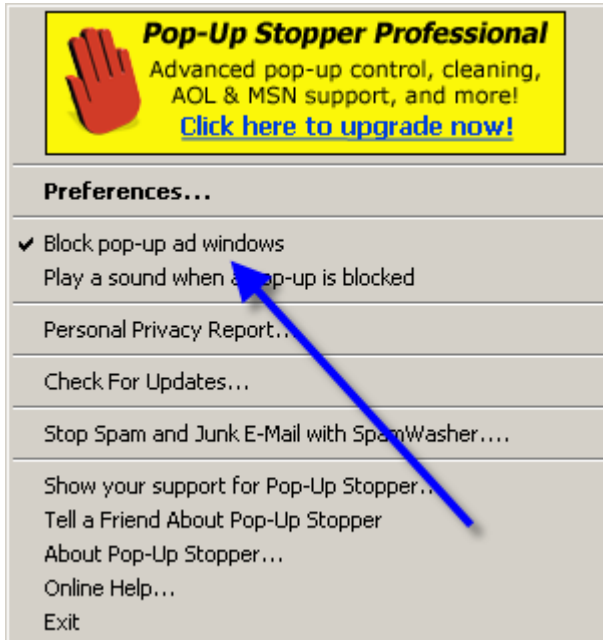 Pop-Up Stopper Professional
Advanced pop-up control, cleaning,
AOL & MSN support, and more!
Click here to upgrade now!
Preferences...
Block pop-up ad windows
Play a sound when a pop-up is blocked
Personal Privacy Report...
Check For Updates...
Stop Spam and Junk E-Mail with SpamWasher....
Show your support for Pop-Up Stopper...
Tell a Friend About Pop-Up Stopper
About Pop-Up Stopper...
Online Help...
Exit